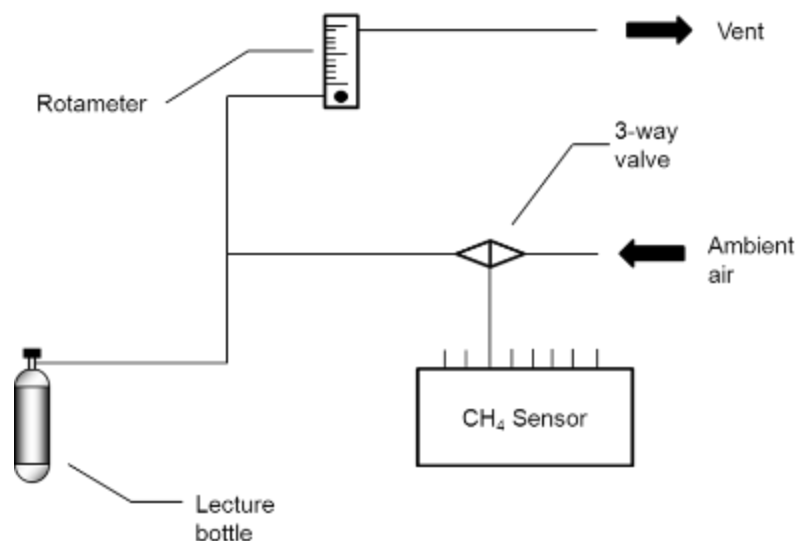 Vent
Rotameter
3-way
valve
Ambient
air
CH₄ Sensor
Lecture
bottle